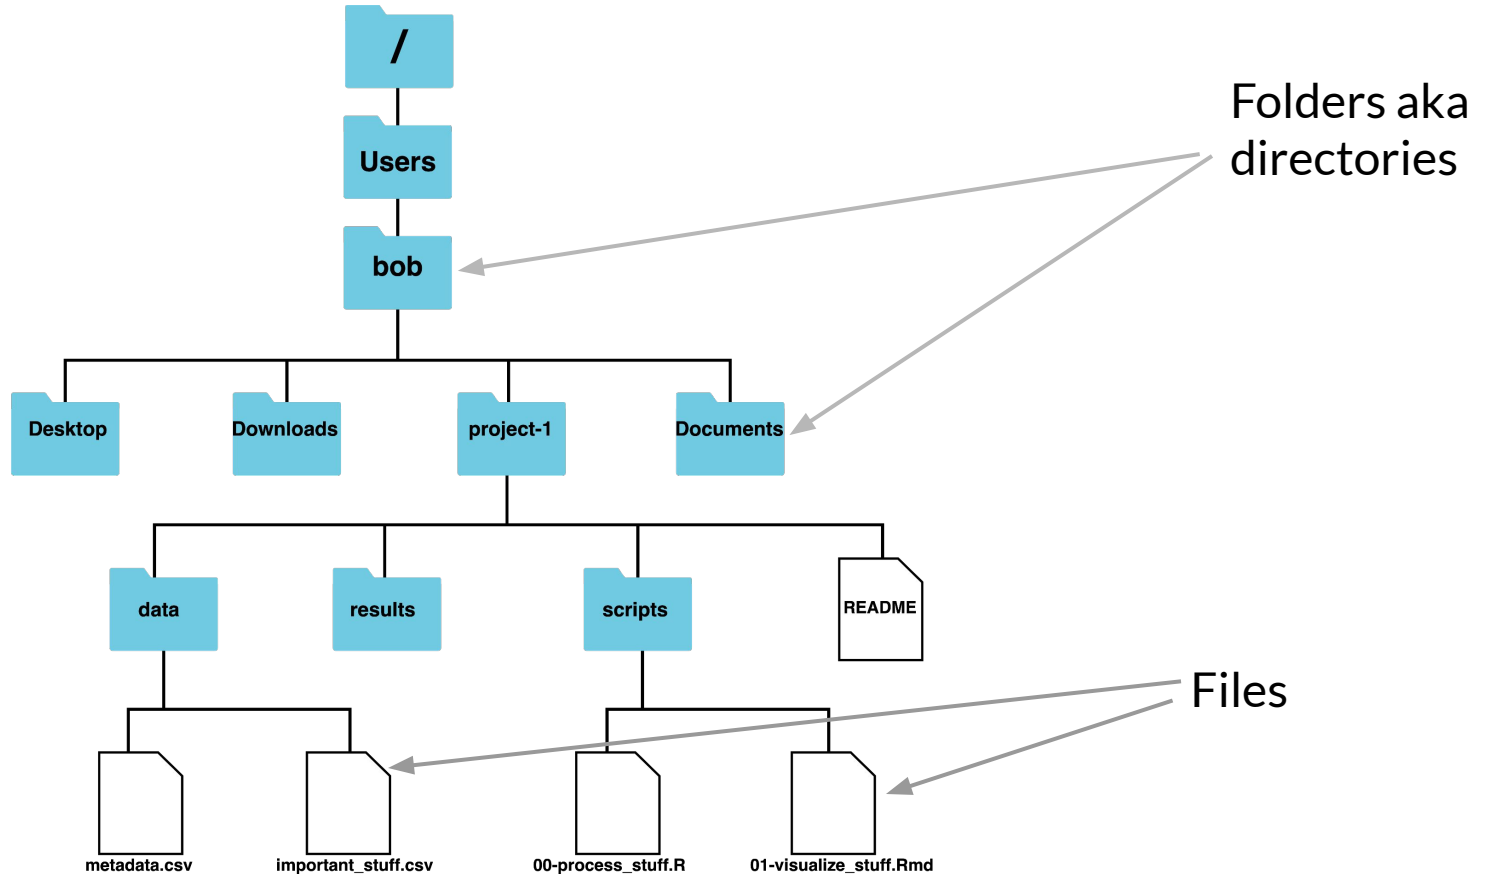 /
Folders aka
directories
Users
bob
Desktop
Downloads
project-1
Documents
data
results
scripts
README
Files
metadata.csv
important_stuff.csv
00-process_stuff.R
01-visualize_stuff.Rmd